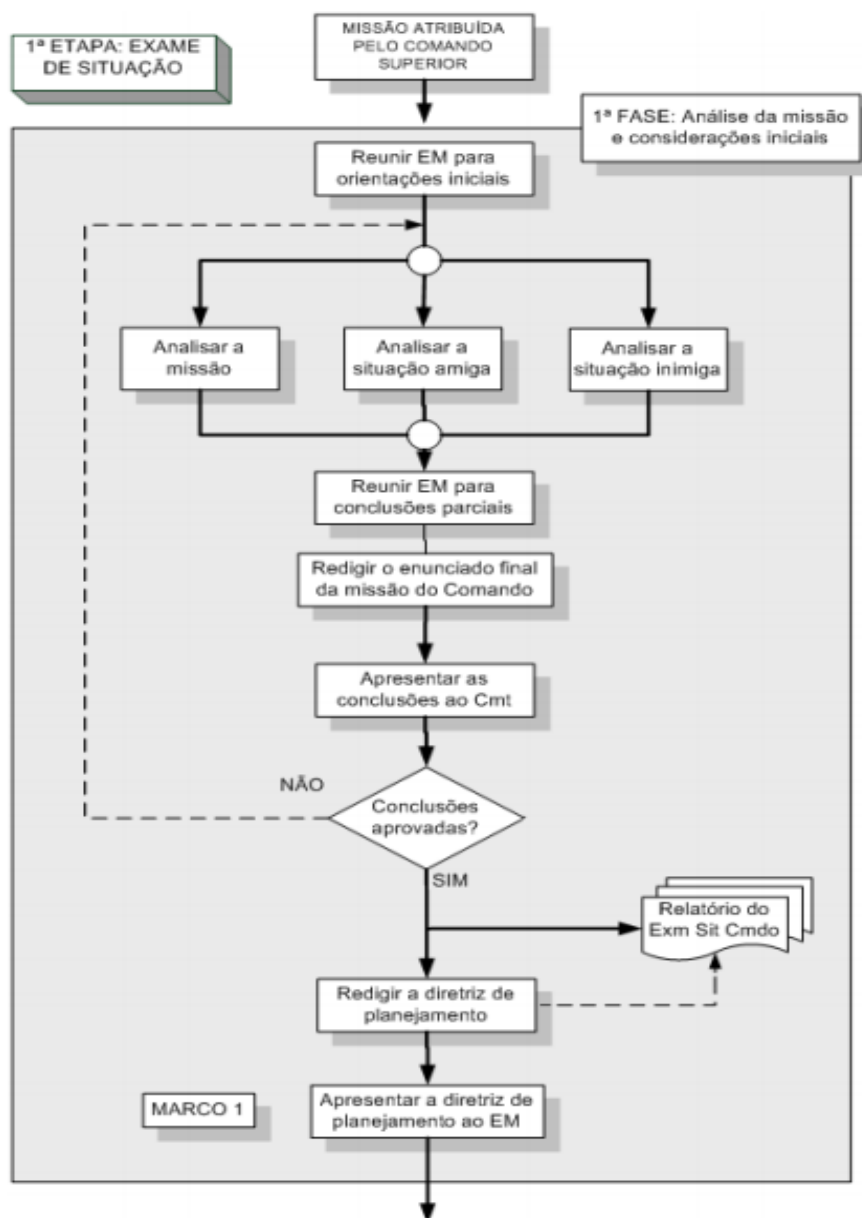 1ª ETAPA: EXAME
DE SITUAÇÃO
MISSÃO ATRIBUÍDA
PELO COMANDO
SUPERIOR
1ª FASE: Análise da missão
e considerações iniciais
Reunir EM para
orientações iniciais
Analisar a
missão
Analisar a
situação amiga
Analisar a
situação inimiga
Reunir EM para
conclusões parciais
Redigir o enunciado final
da missão do Comando
Apresentar as
conclusões ao Cmt
NÃO
Conclusões
aprovadas?
SIM
Relatório do
Exm Sit Cmdo
Redigir a diretriz de
planejamento
MARCO 1
Apresentar a diretriz de
planejamento ao EM